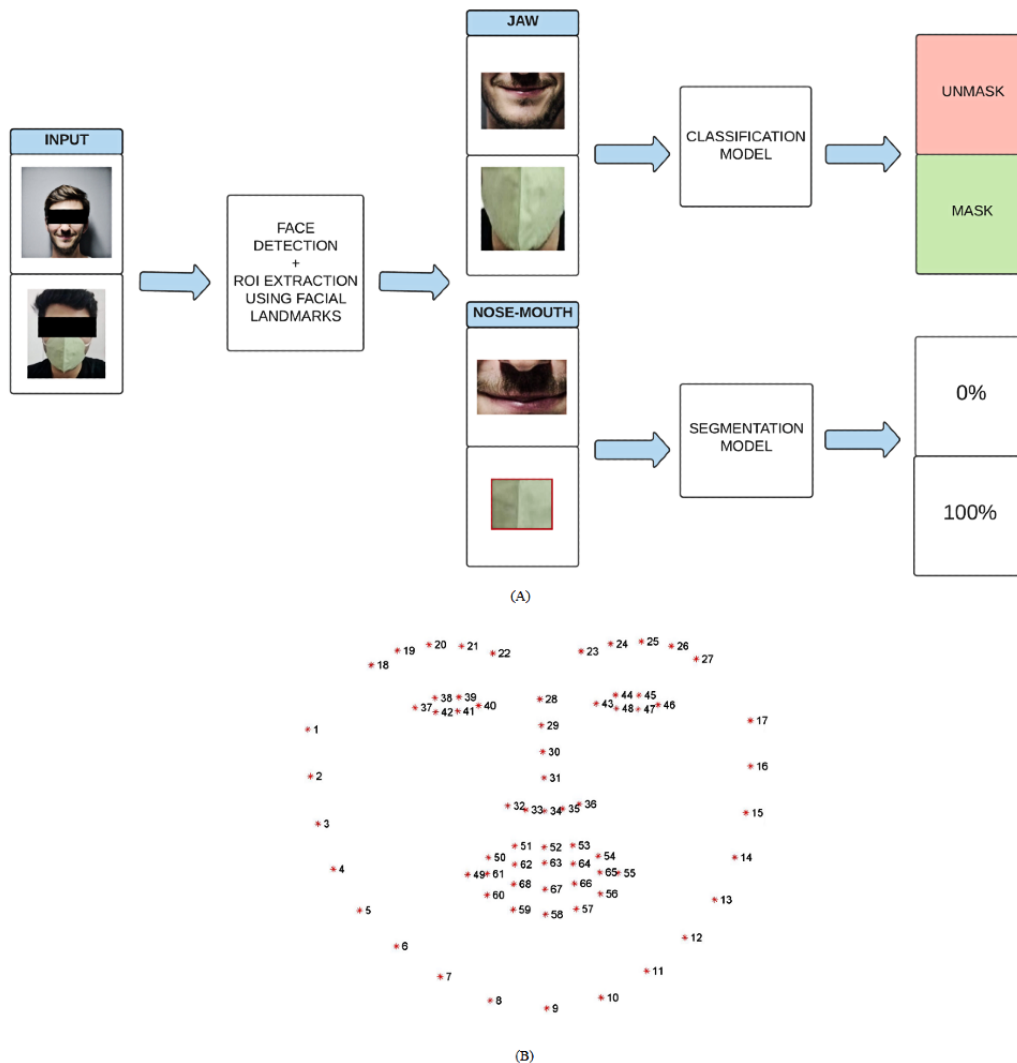 INPUT
FACE
DETECTION
+
ROI EXTRACTION
USING FACIAL
LANDMARKS
JAW
CLASSIFICATION
MODEL
UNMASK
MASK
NOSE-MOUTH
SEGMENTATION
MODEL
0%
100%
(A)
18 19 20 21 22 23 24 25 26 27
37 38 39 40 41 42 28 43 44 45 46 47 48
1 29 17
2 30 31 16
3 32 33 34 35 36 15
4 49 50 51 52 53 54 55 14
61 62 63 64 65
60 68 67 66 56
5 59 58 57 13
6 12
7 11
8 9 10
(B)